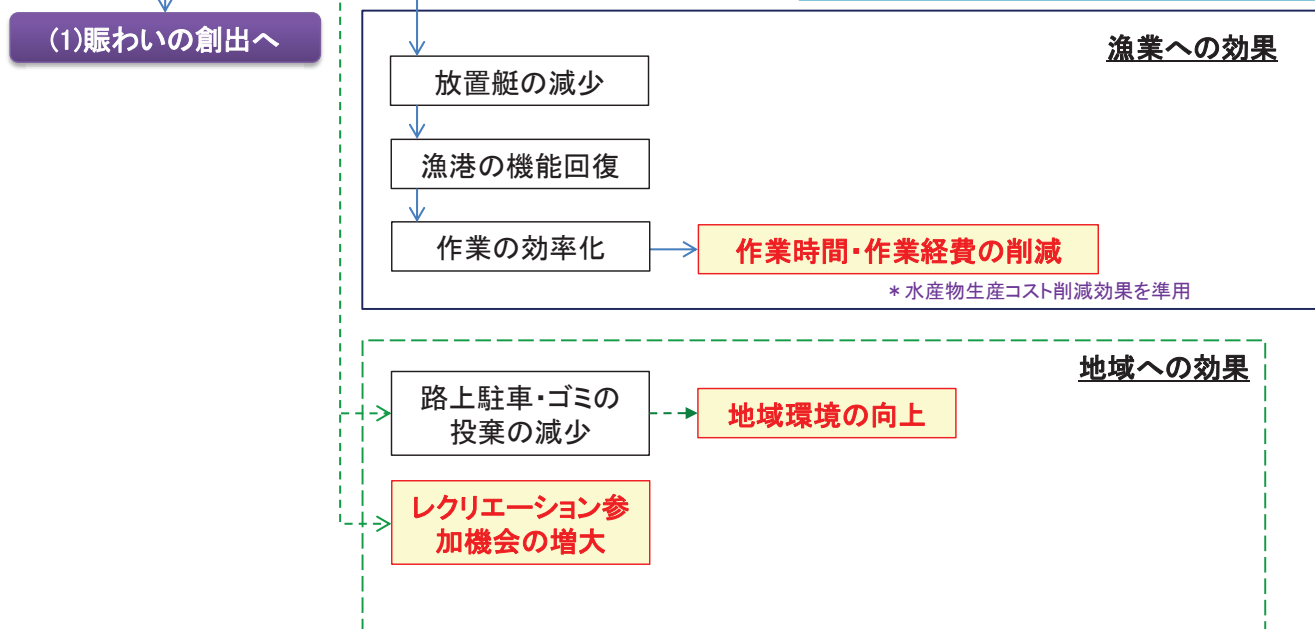 (1)賑わいの創出へ
漁業への効果
放置艇の減少
漁港の機能回復
作業の効率化
作業時間・作業経費の削減
＊水産物生産コスト削減効果を準用
地域への効果
路上駐車・ゴミの
投棄の減少
地域環境の向上
レクリエーション参
加機会の増大